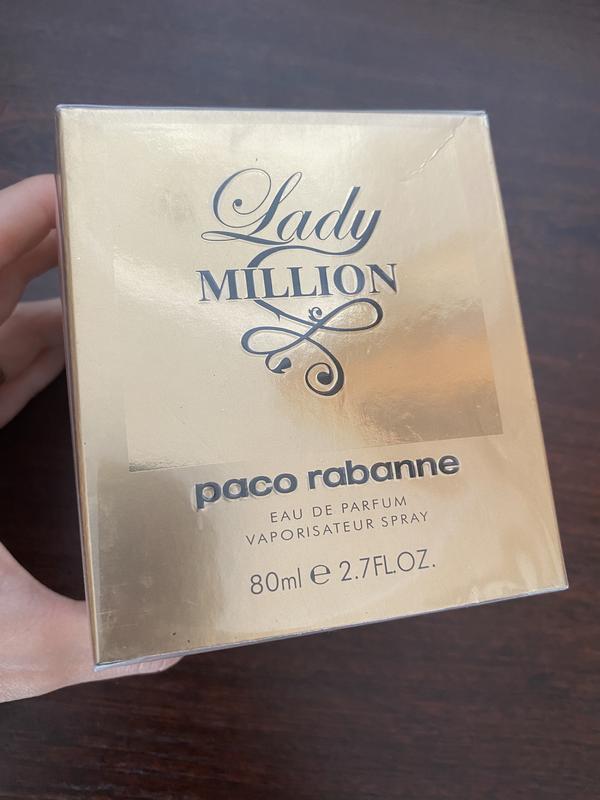 Lady
MILLION
paco rabanne
EAU DE PARFUM
VAPORISATEUR SPRAY
80ml ℮ 2.7FL.OZ.